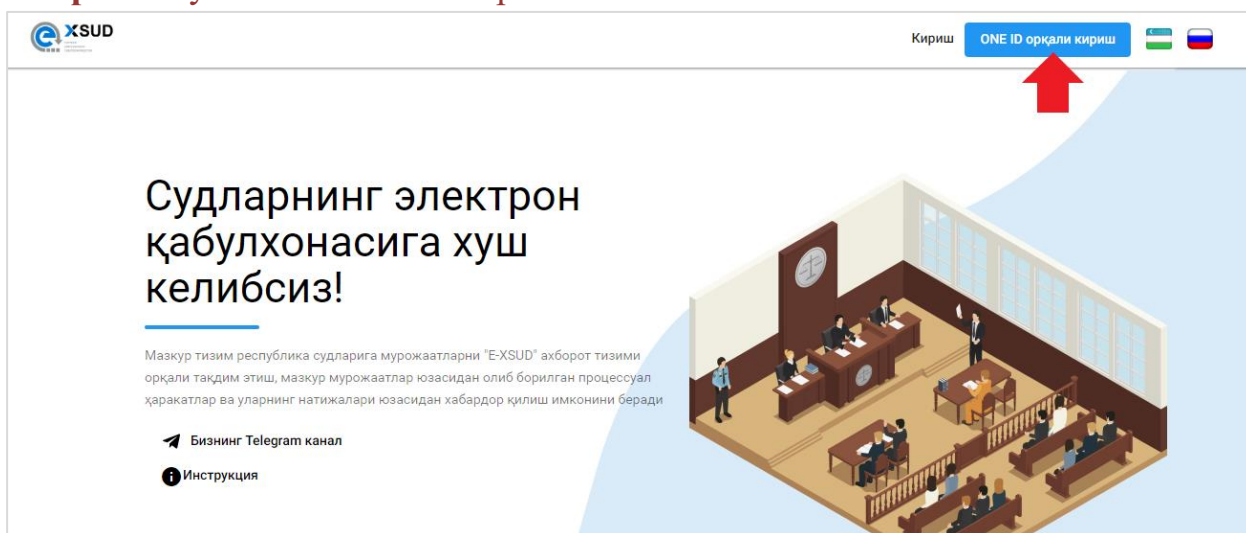 XSUD
Кириш
ONE ID орқали кириш
Судларнинг электрон
қабулхонасига хуш
келибсиз!
Мазкур тизим республика судларига мурожаатларни "E-XSUD" ахборот тизими
орқали тақдим этиш, мазкур мурожаатлар юзасидан олиб борилган процессуал
ҳаракатлар ва уларнинг натижалари юзасидан хабардор қилиш имконини беради
Бизнинг Telegram канал
Инструкция